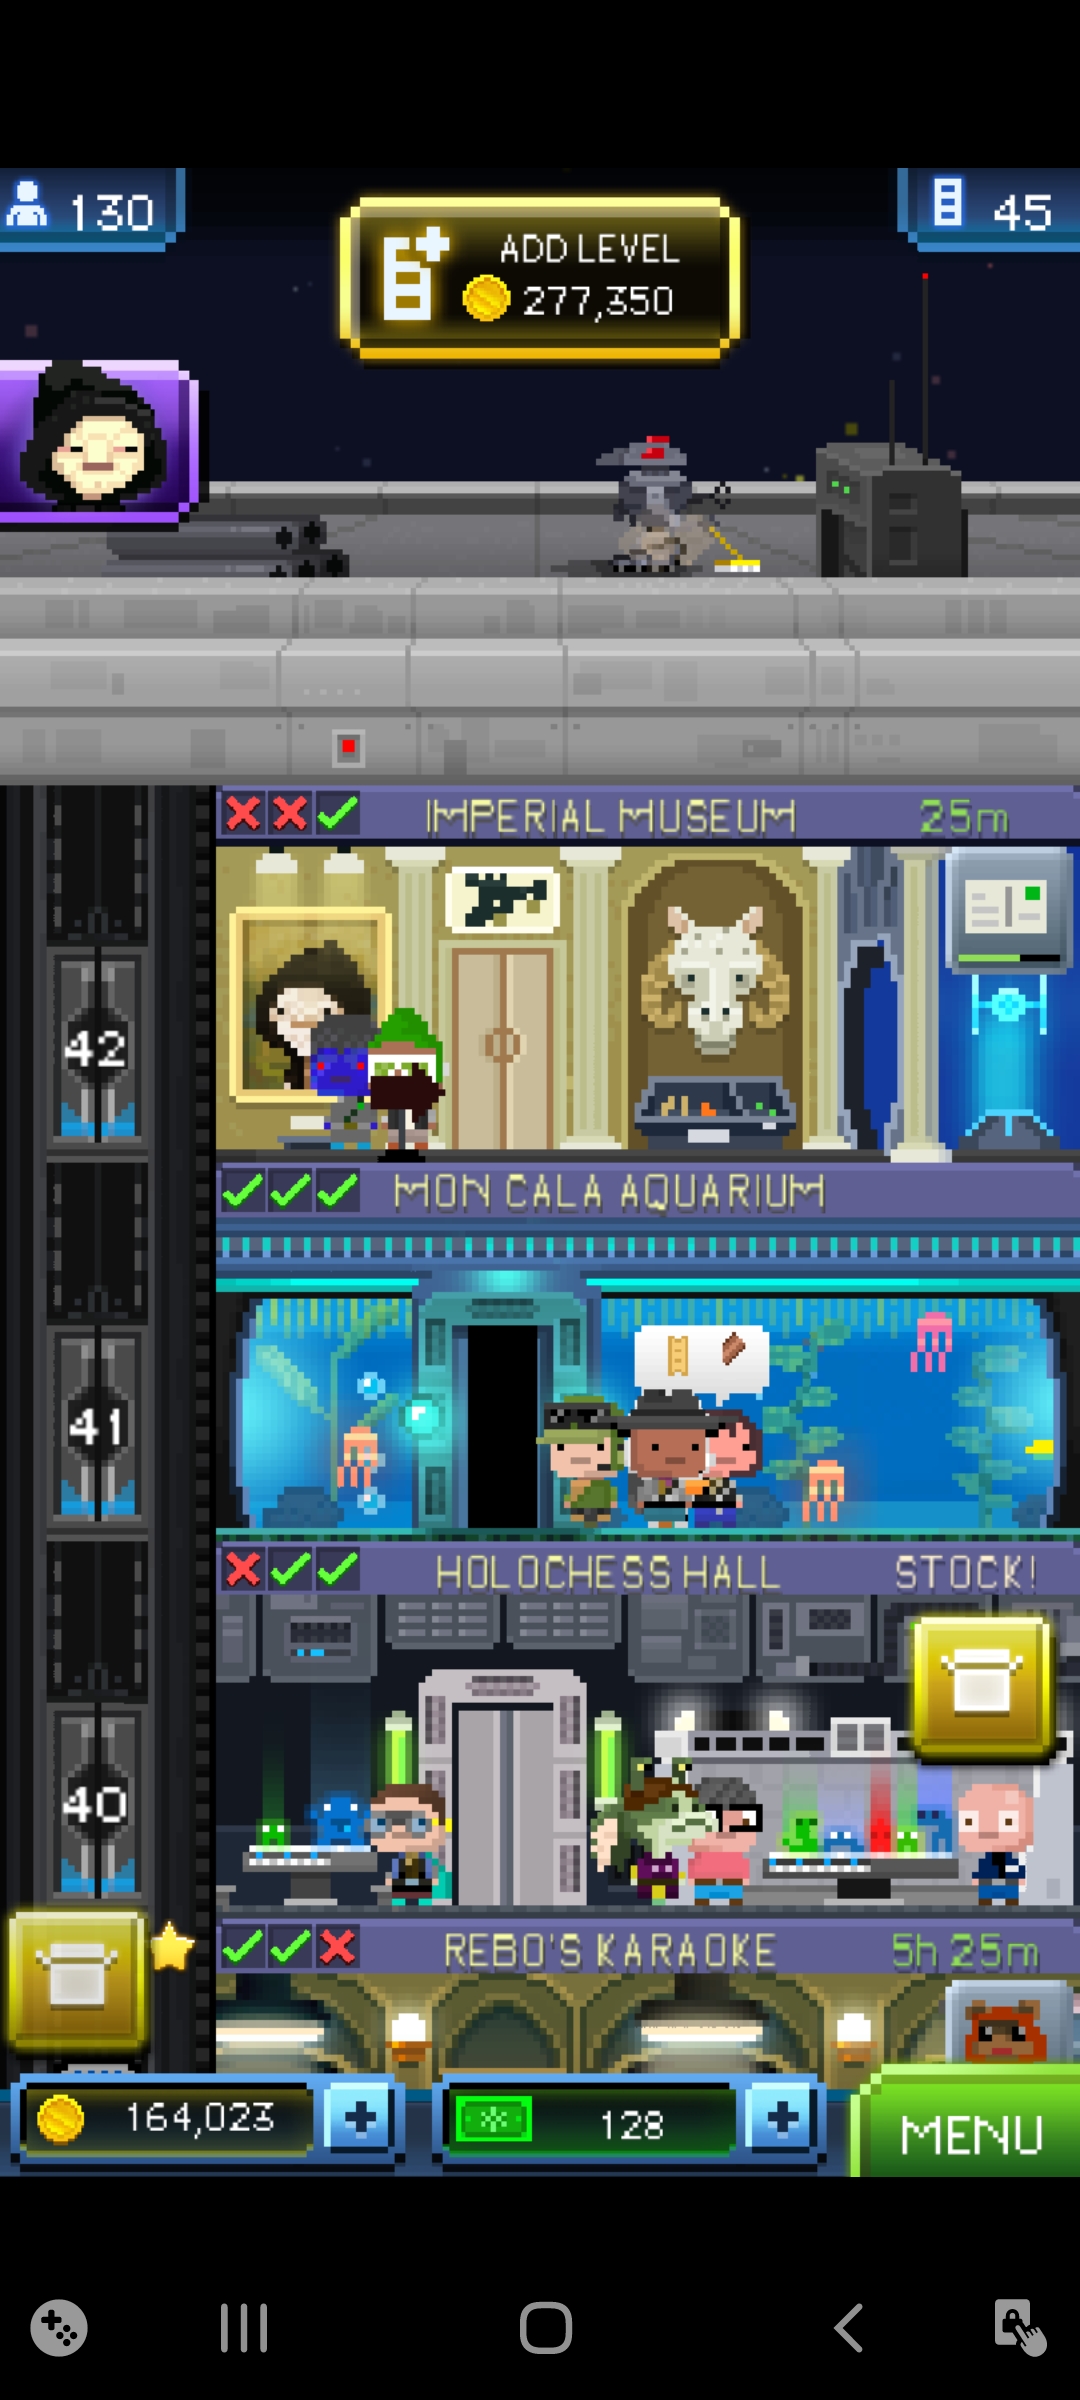 130
ADD LEVEL
277,350
45
IMPERIAL MUSEUM 25m
42
MON CALA AQUARIUM
41
HOLOCHESS HALL STOCK!
40
REBO'S KARAOKE 5h 25m
164,023
128
MENU